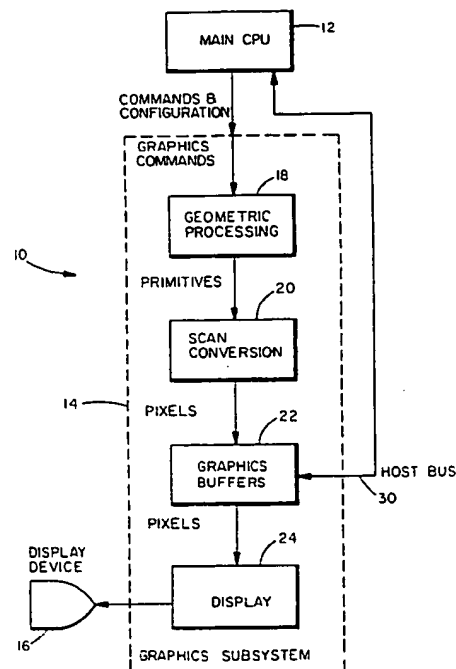 MAIN CPU
12
COMMANDS &
CONFIGURATION
GRAPHICS
COMMANDS
18
GEOMETRIC
PROCESSING
10
PRIMITIVES
20
SCAN
CONVERSION
14
PIXELS
22
GRAPHICS
BUFFERS
HOST BUS
30
PIXELS
24
DISPLAY
DEVICE
DISPLAY
16
GRAPHICS SUBSYSTEM